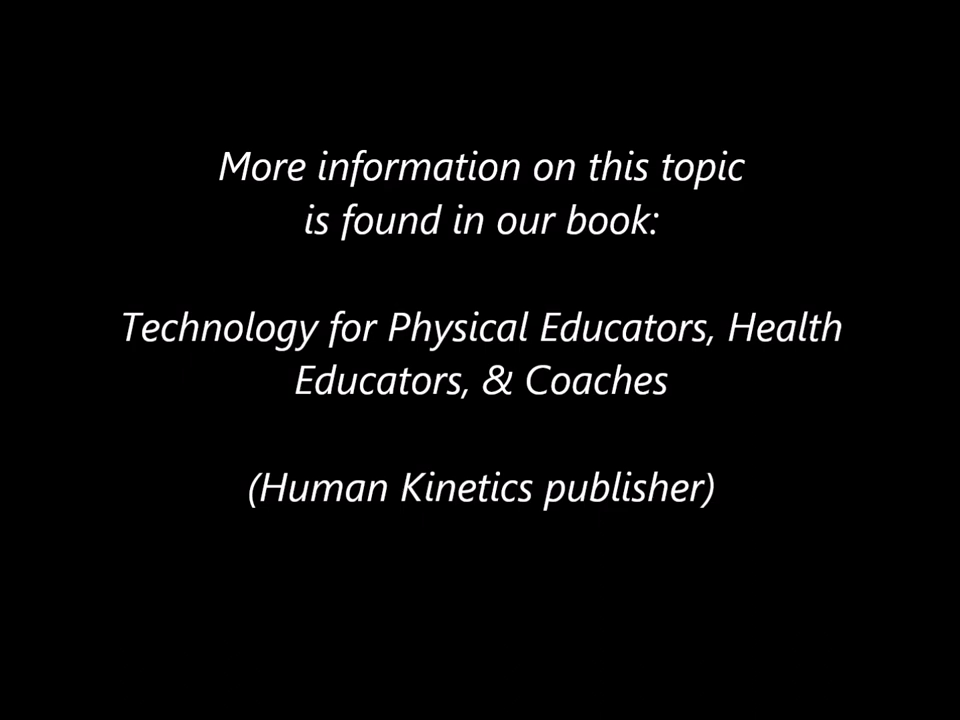 More information on this topic
is found in our book:
Technology for Physical Educators, Health
Educators, & Coaches
(Human Kinetics publisher)